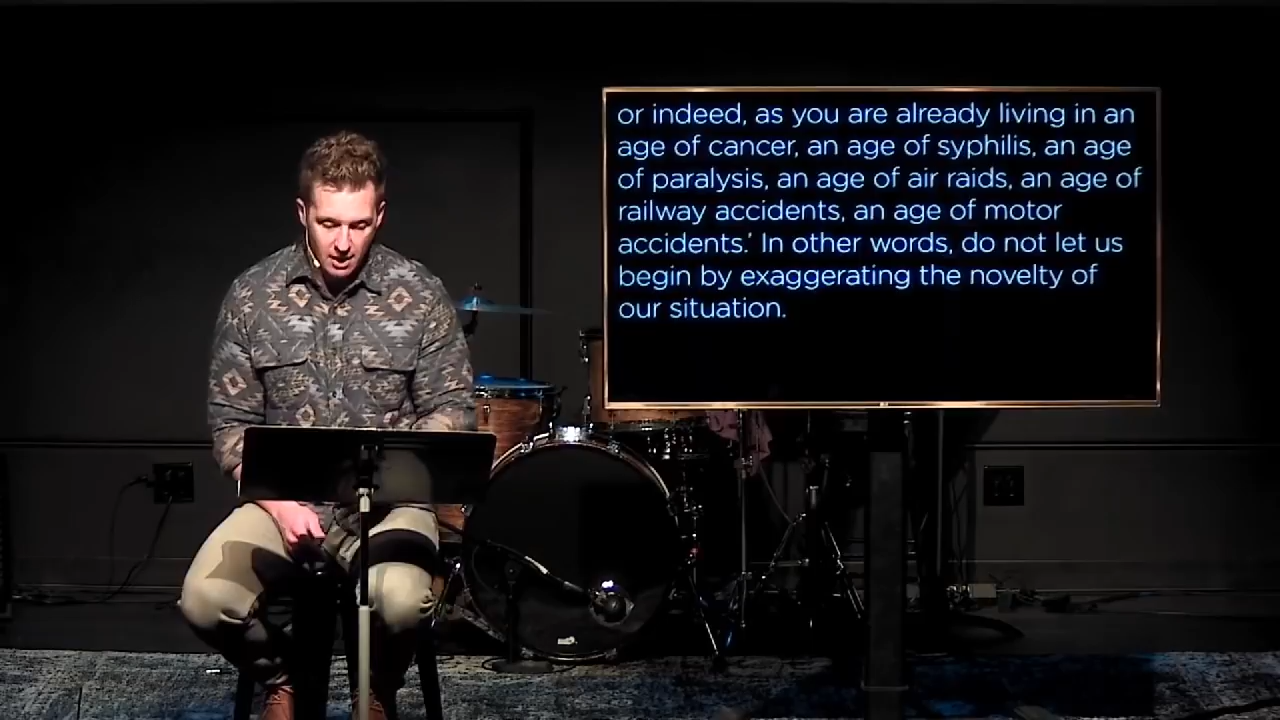 or indeed, as you are already living in an
age of cancer, an age of syphilis, an age
of paralysis, an age of air raids, an age of
railway accidents, an age of motor
accidents.’ In other words, do not let us
begin by exaggerating the novelty of
our situation.